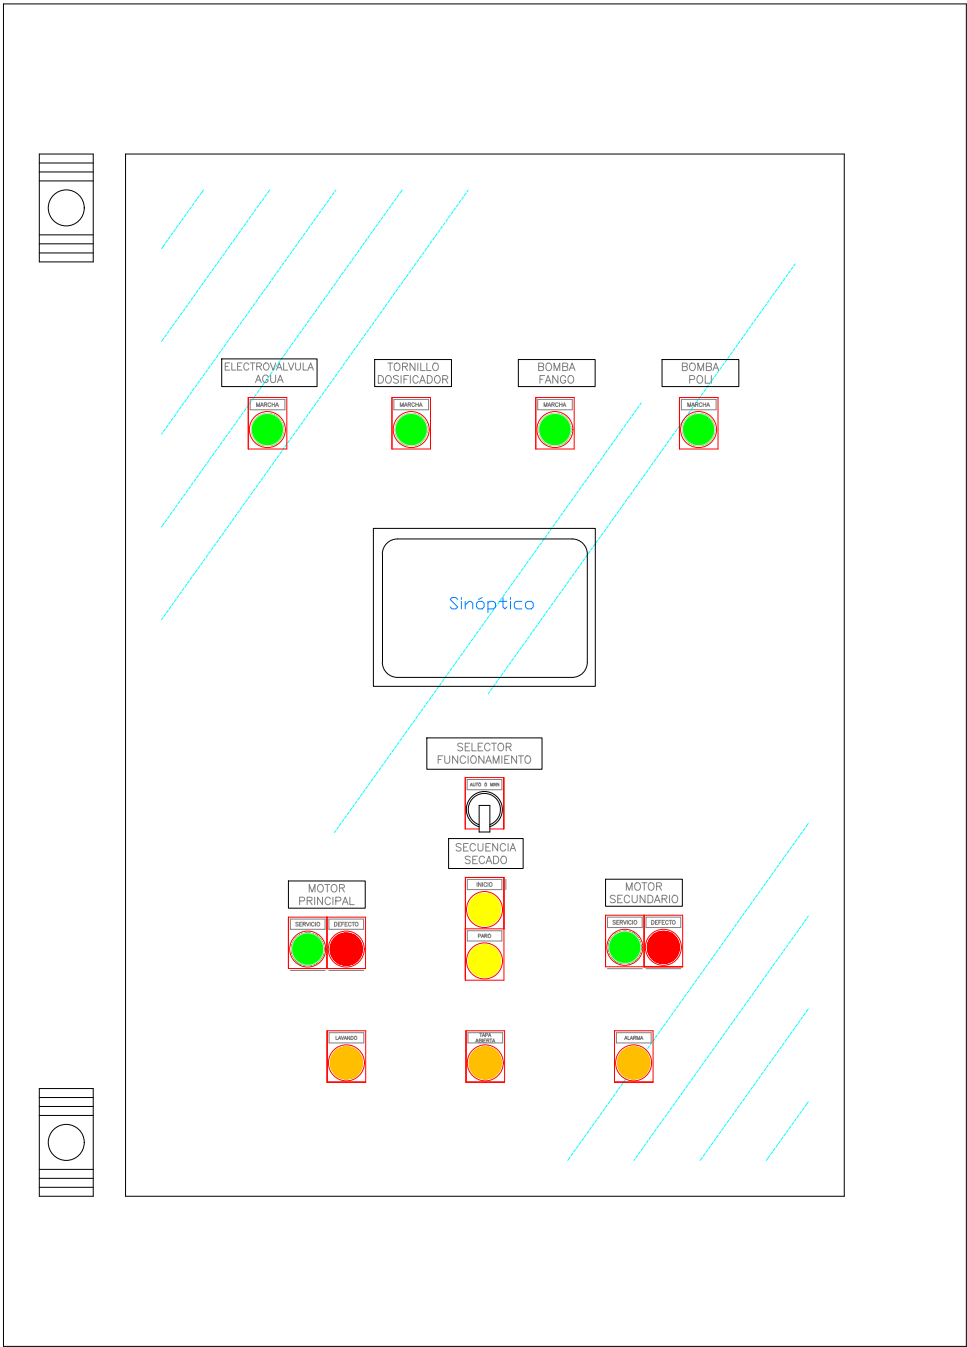 ELECTROVALVULA
AGUA
TORNILLO
DOSIFICADOR
BOMBA
FANGO
BOMBA
POLI
MARCHA
MARCHA
MARCHA
MARCHA
Sinóptico
SELECTOR
FUNCIONAMIENTO
AUTO 0 MAN
SECUENCIA
SECADO
INICIO
PARO
MOTOR
PRINCIPAL
SERVICIO
DEFECTO
MOTOR
SECUNDARIO
SERVICIO
DEFECTO
LAVANDO
TAPA
ABIERTA
ALARMA